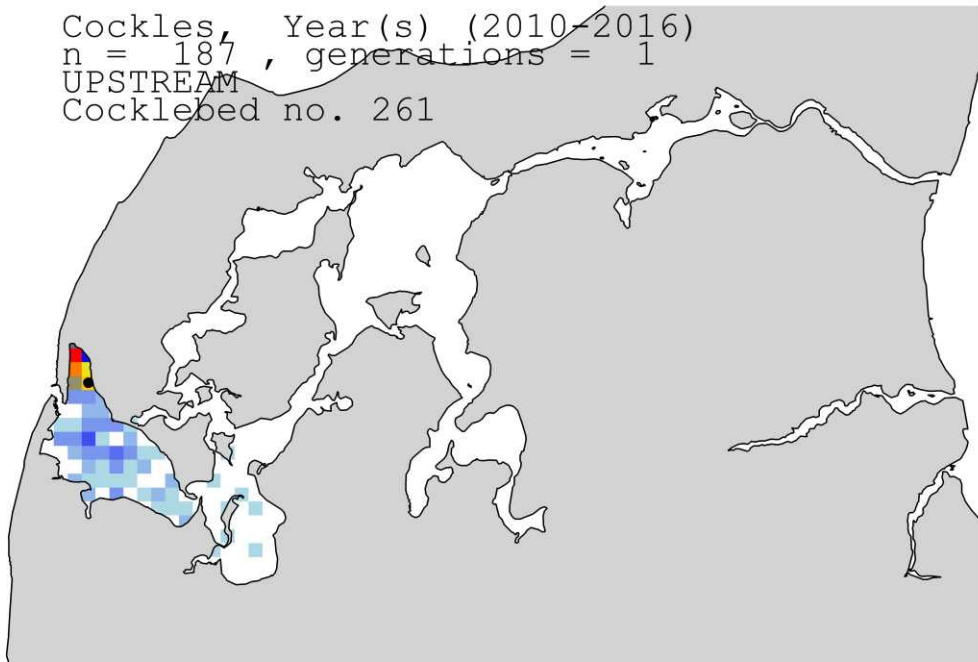 Cockles,  Year(s) (2010-2016)
n =  187 , generations =  1
UPSTREAM
Cocklebed no. 261